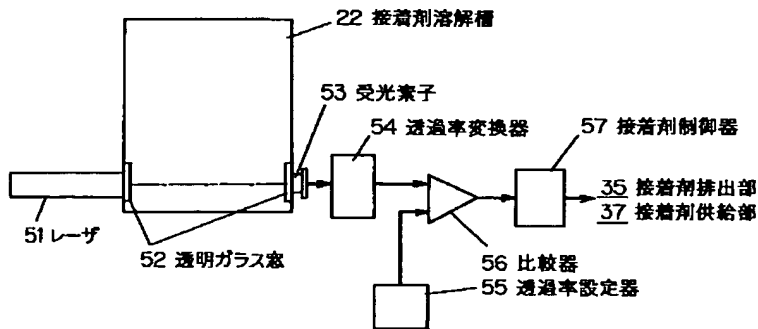 22 接着剤溶解槽
53 受光素子
54 透過率変換器
57 接着剤制御器
35 接着剤排出部
37 接着剤供給部
51 レーザ
52 透明ガラス窓
56 比較器
55 透過率設定器